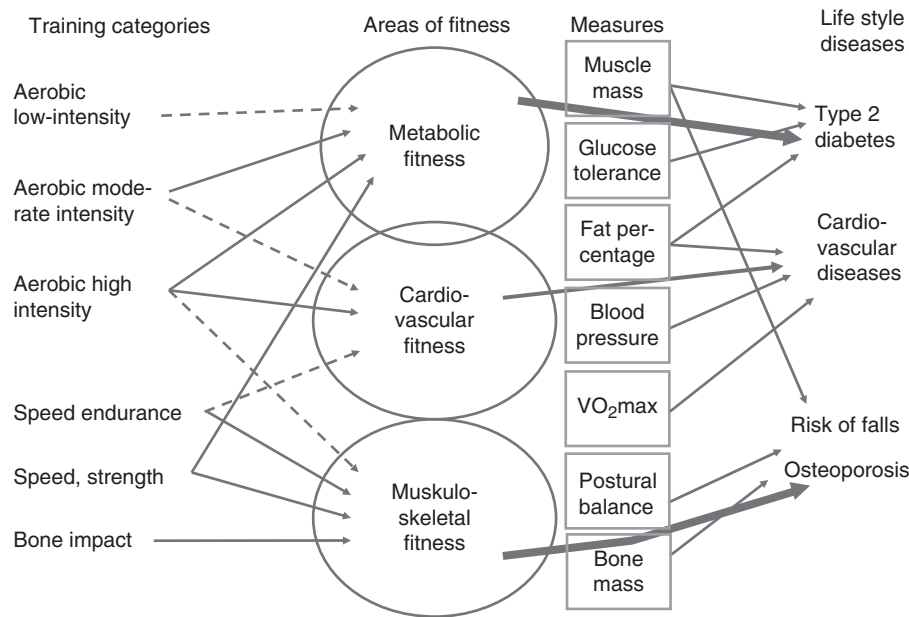 Training categories
Areas of fitness
Measures
Life style
diseases
Aerobic
low-intensity
Aerobic mode-
rate intensity
Aerobic high
intensity
Speed endurance
Speed, strength
Bone impact
Metabolic
fitness
Cardio-
vascular
fitness
Muskulo-
skeletal
fitness
Muscle
mass
Glucose
tolerance
Fat per-
centage
Blood
pressure
VO₂max
Postural
balance
Bone
mass
Type 2
diabetes
Cardio-
vascular
diseases
Risk of falls
Osteoporosis